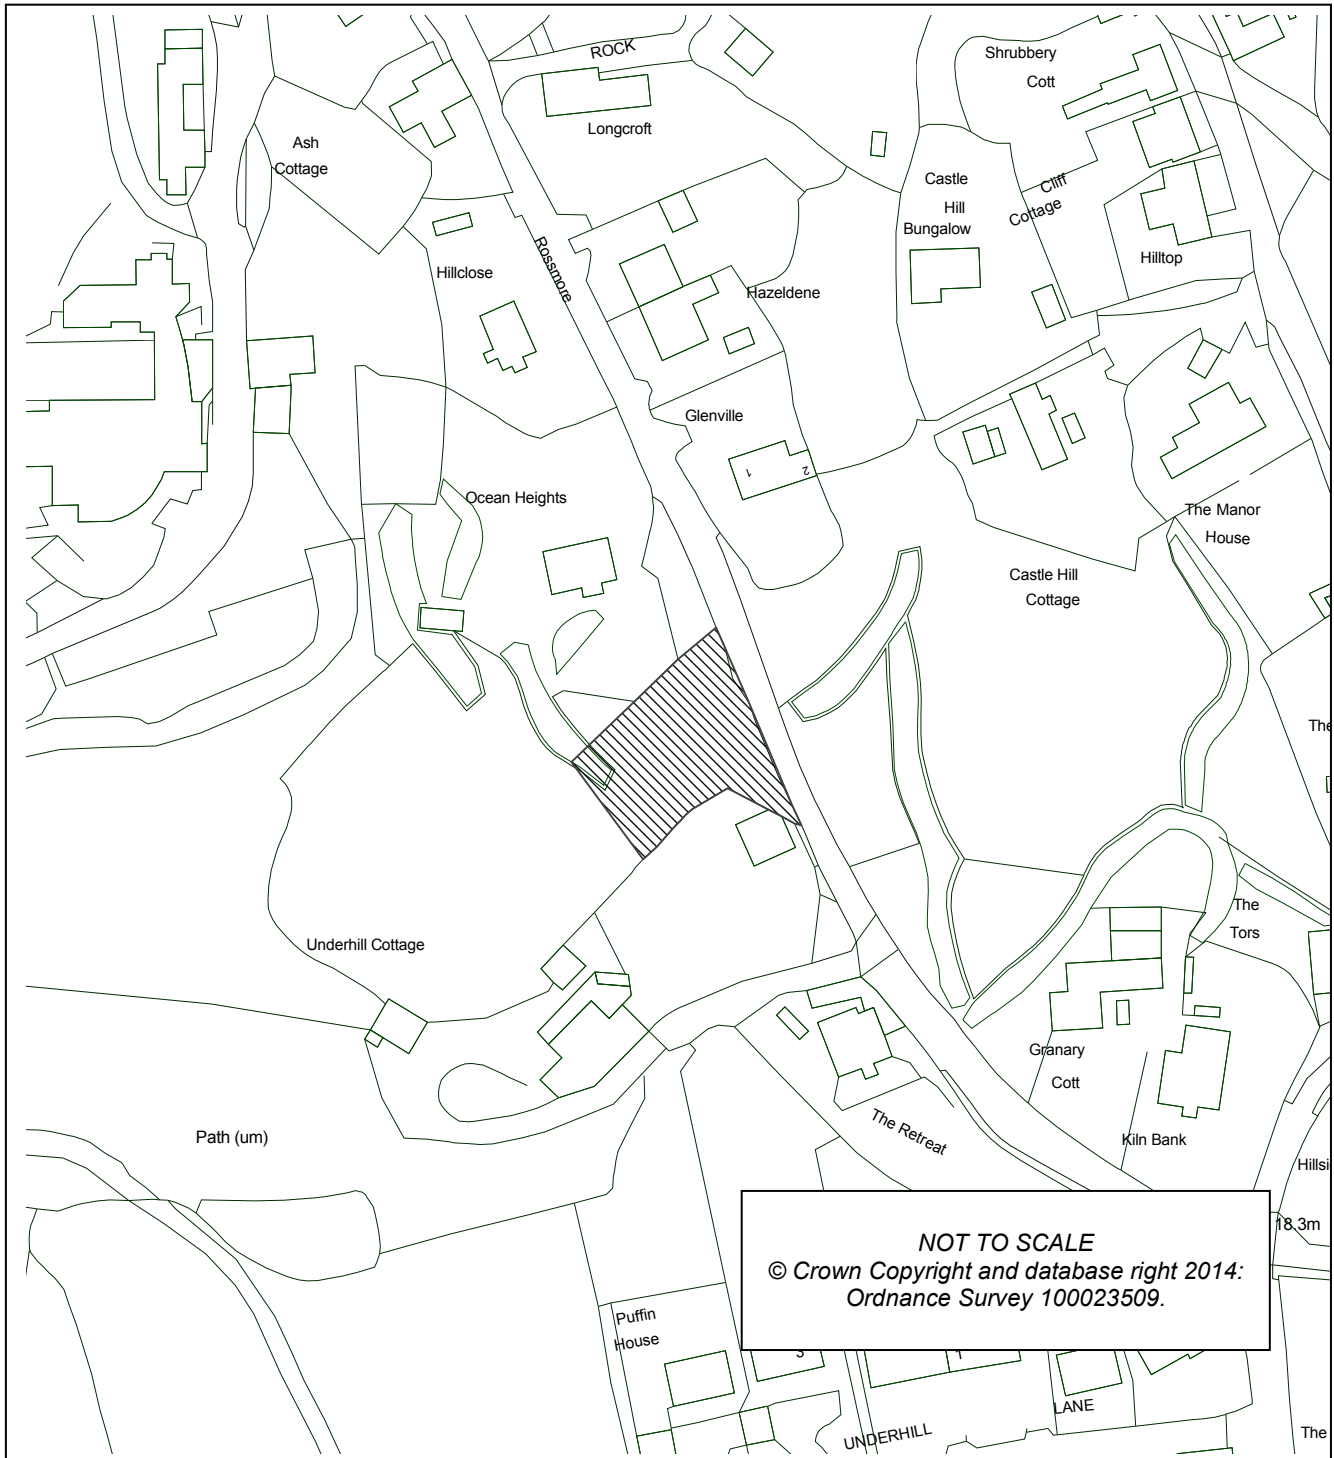 ROCK
Shrubbery
Cott
Longcroft
Ash
Cottage
Castle
Hill
Bungalow
Cliff
Cottage
Hilltop
Rossmore
Hillclose
Hazeldene
Glenville
1
2
Ocean Heights
The Manor
House
Castle Hill
Cottage
The
The
Tors
Underhill Cottage
Granary
Cott
Kiln Bank
The Retreat
Path (um)
Hillsi
18.3m
NOT TO SCALE
© Crown Copyright and database right 2014:
Ordnance Survey 100023509.
Puffin
House
3
1
UNDERHILL
LANE
The